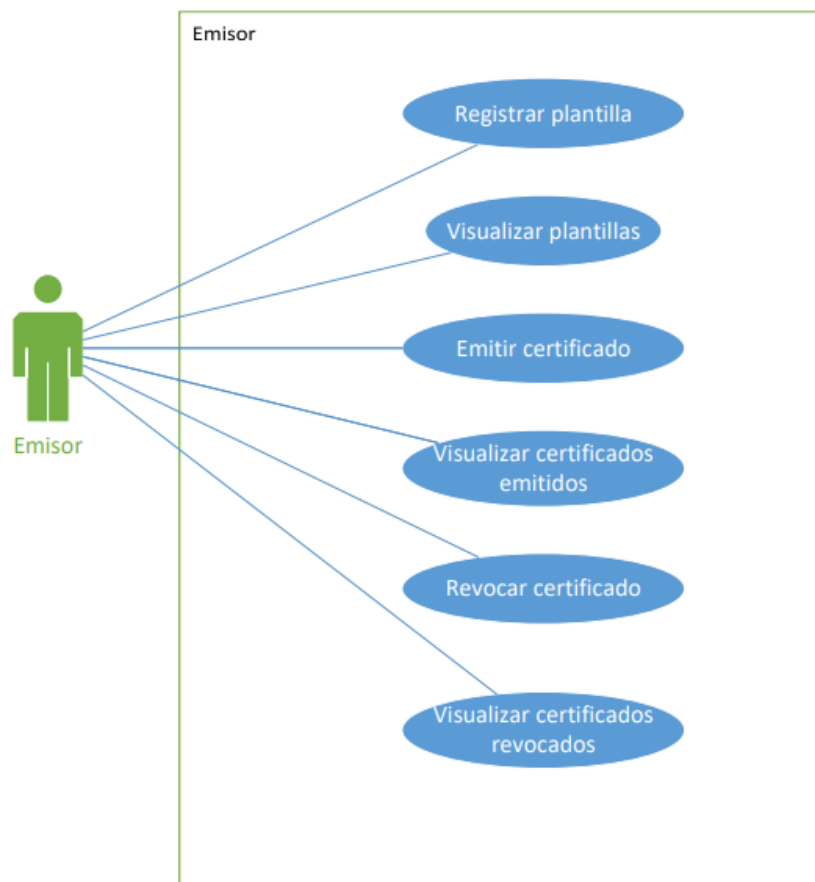 Emisor
Registrar plantilla
Visualizar plantillas
Emitir certificado
Emisor
Visualizar certificados
emitidos
Revocar certificado
Visualizar certificados
revocados